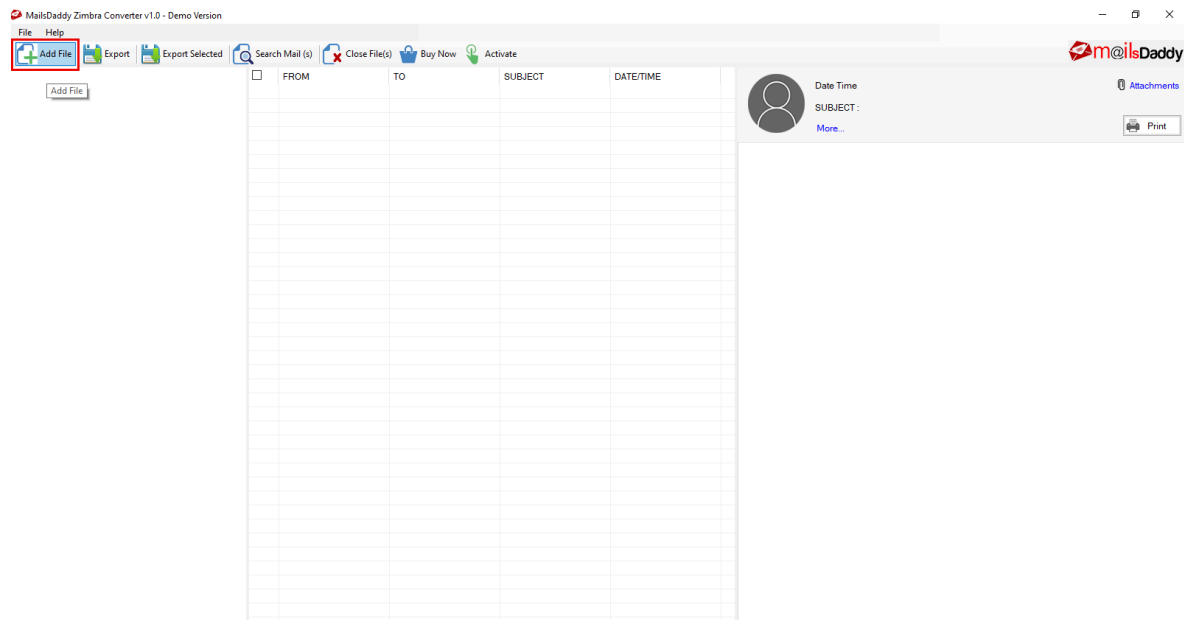 MailsDaddy Zimbra Converter v1.0 - Demo Version
File Help
Add File Export Export Selected Search Mail (s) Close File(s) Buy Now Activate
m@ilsDaddy
Add File
FROM TO SUBJECT DATE/TIME
Date Time
Attachments
SUBJECT :
More...
Print